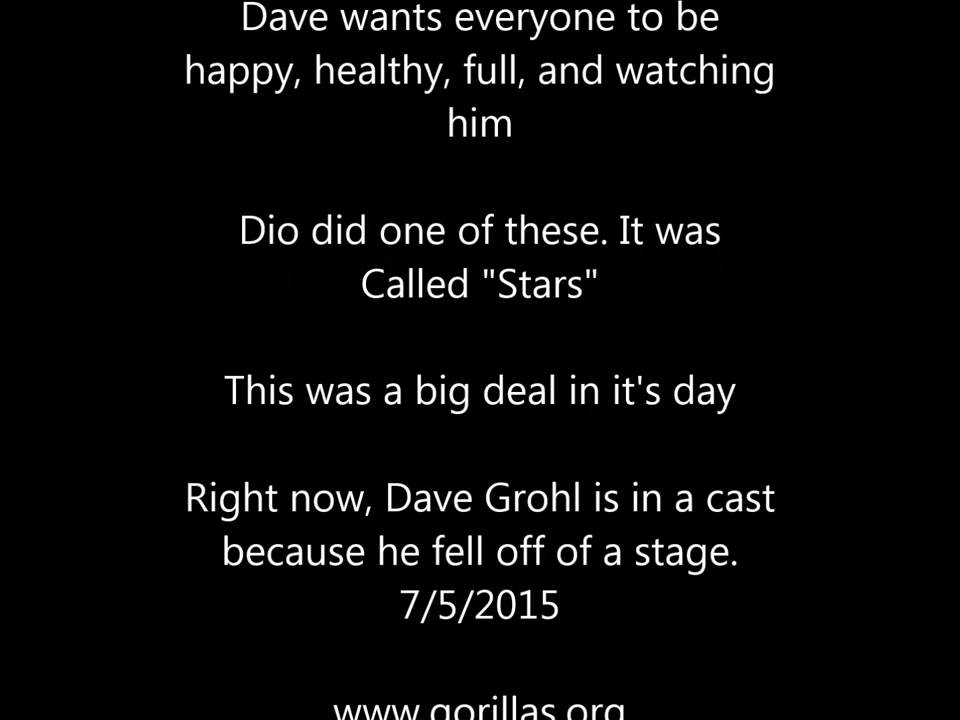 Dave wants everyone to be
happy, healthy, full, and watching
him
Dio did one of these. It was
Called "Stars"
This was a big deal in it's day
Right now, Dave Grohl is in a cast
because he fell off of a stage.
7/5/2015
www.gorillas.org